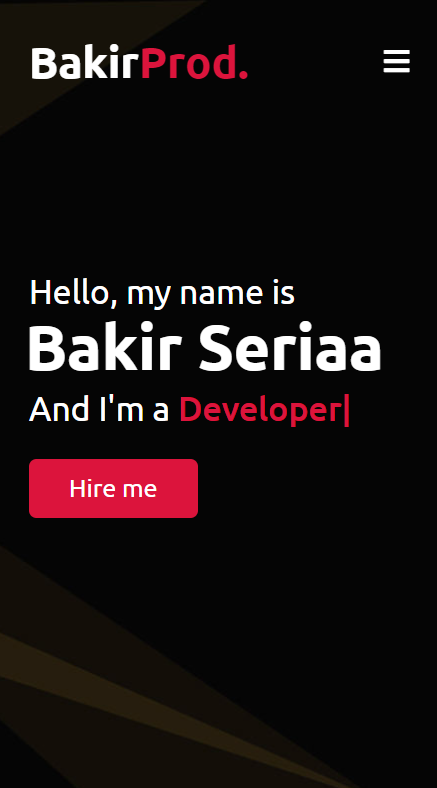 BakirProd.
Hello, my name is
Bakir Seriaa
And I'm a Developer|
Hire me